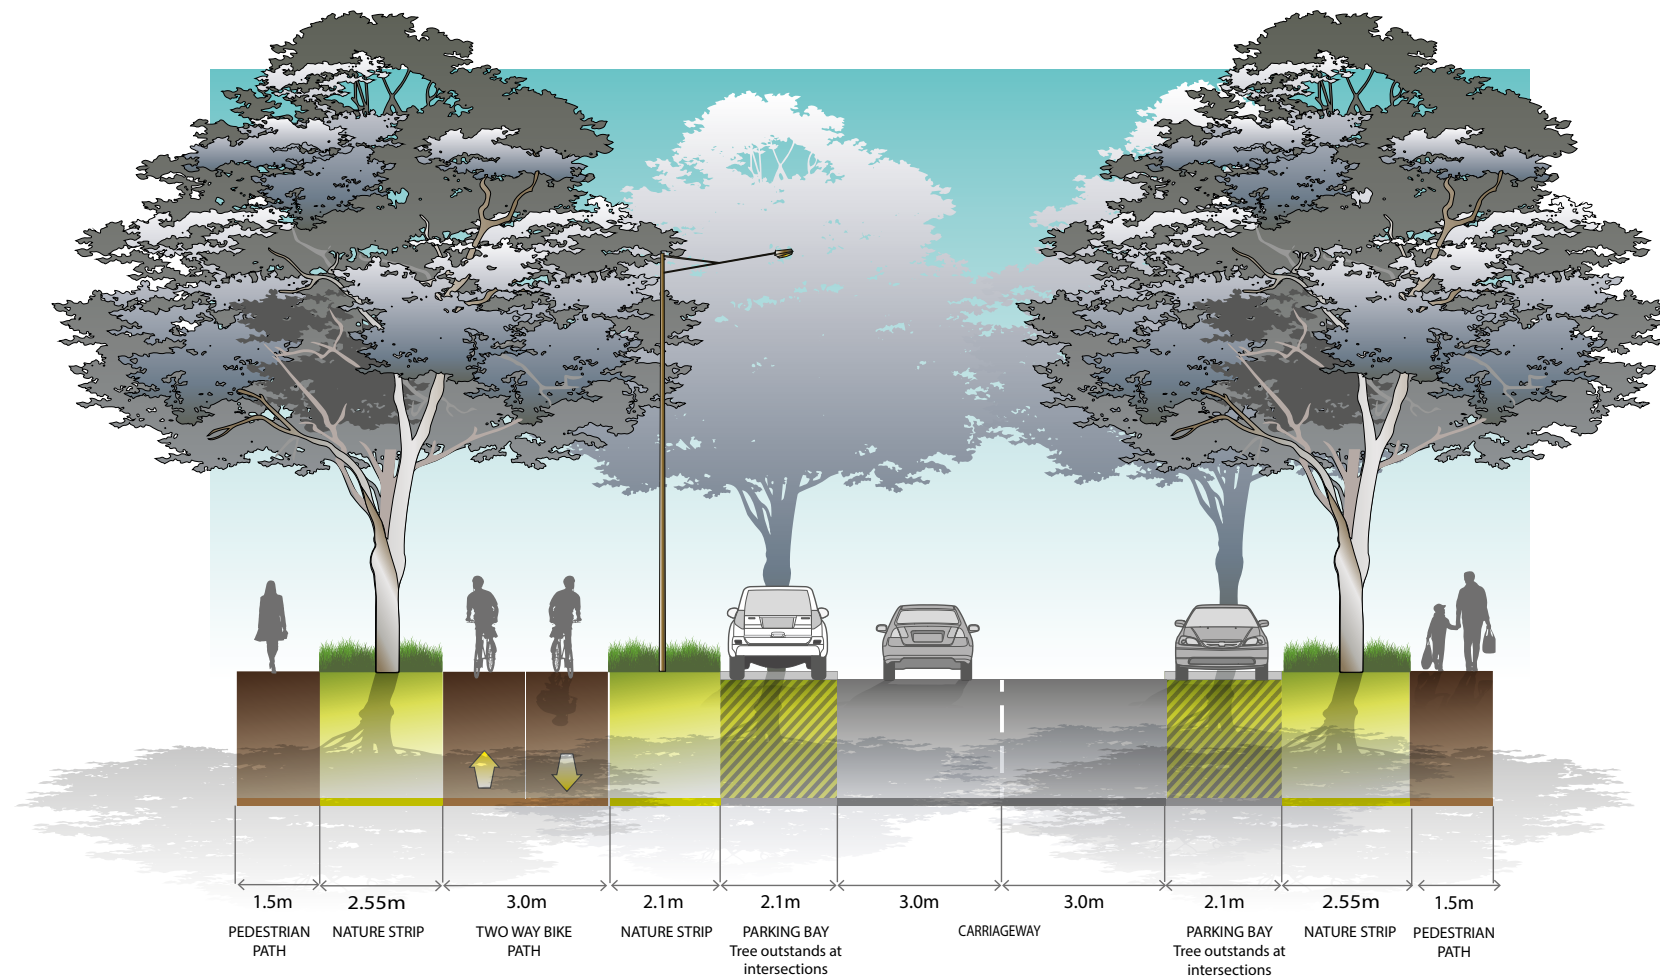 1.5m 2.55m 3.0m 2.1m 2.1m 3.0m 3.0m 2.1m 2.55m 1.5m
PEDESTRIAN
PATH
NATURE STRIP
TWO WAY BIKE
PATH
NATURE STRIP
PARKING BAY
Tree outstands at
intersections
CARRIAGEWAY
PARKING BAY
Tree outstands at
intersections
NATURE STRIP
PEDESTRIAN
PATH